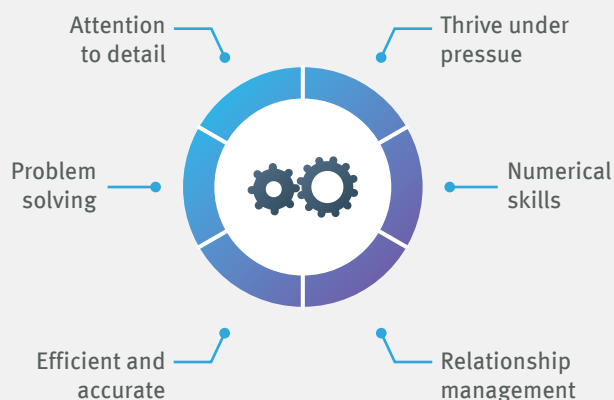 Attention
to detail
Thrive under
pressue
Problem
solving
Numerical
skills
Efficient and
accurate
Relationship
management